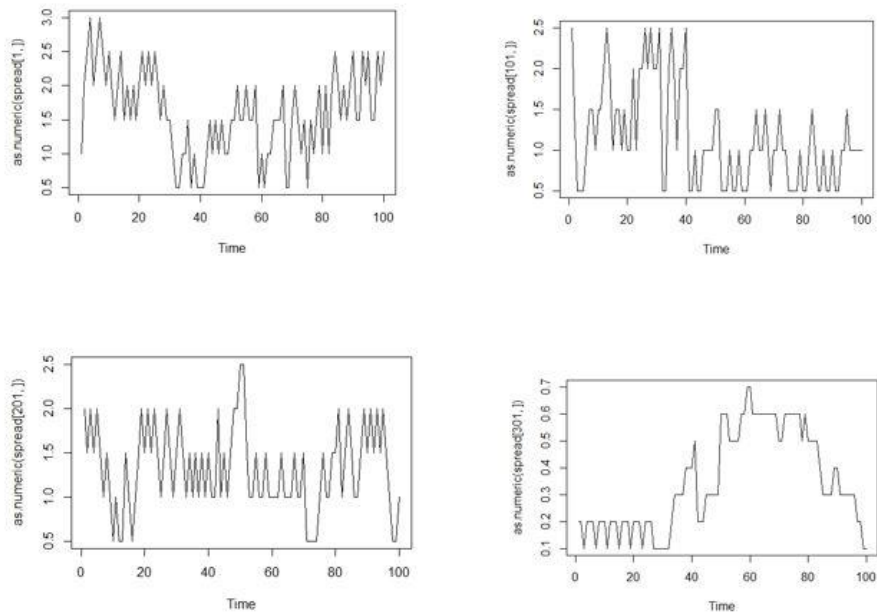 as.numeric(spread[1, ])
3.0
2.5
2.0
1.5
1.0
0.5
0 20 40 60 80 100
Time
as.numeric(spread[101, ])
2.5
2.0
1.5
1.0
0.5
0 20 40 60 80 100
Time
as.numeric(spread[201, ])
2.5
2.0
1.5
1.0
0.5
0 20 40 60 80 100
Time
as.numeric(spread[301, ])
0.7
0.6
0.5
0.4
0.3
0.2
0.1
0 20 40 60 80 100
Time